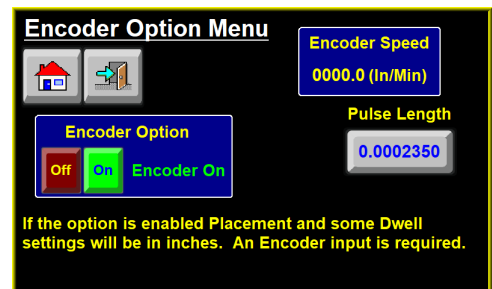 Encoder Option Menu
Encoder Speed
0000.0 (In/Min)
Pulse Length
0.0002350
Encoder Option
Off On Encoder On
If the option is enabled Placement and some Dwell
settings will be in inches.  An Encoder input is required.